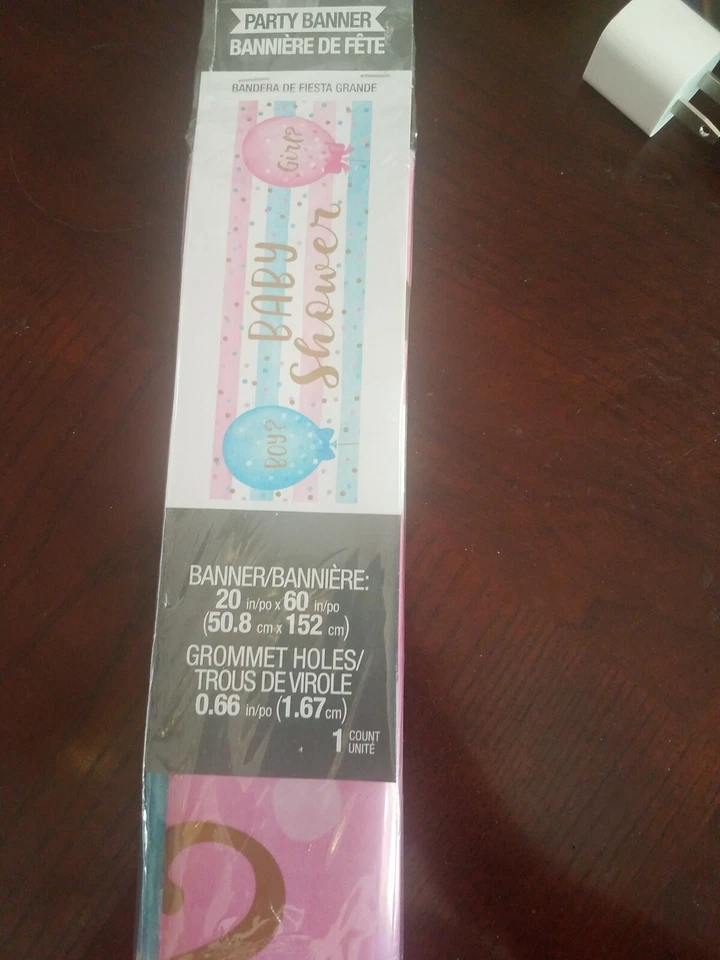 PARTY BANNER
BANNIÈRE DE FÊTE
BANDERA DE FIESTA GRANDE
Girl?
BABY
Shower
BOY?
BANNER/BANNIÈRE:
20 in/po x 60 in/po
(50.8 cm x 152 cm)
GROMMET HOLES/
TROUS DE VIROLE
0.66 in/po (1.67cm)
1 COUNT
UNITÉ
?